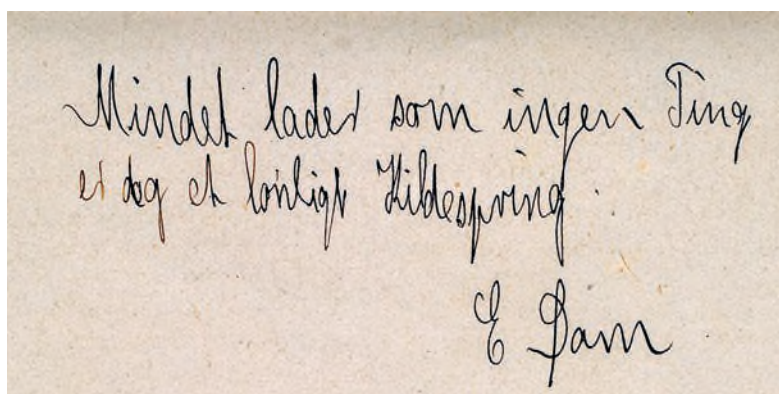 Mindet lader som ingen Ting
er dog et lønligt Kildespring.
E Dam